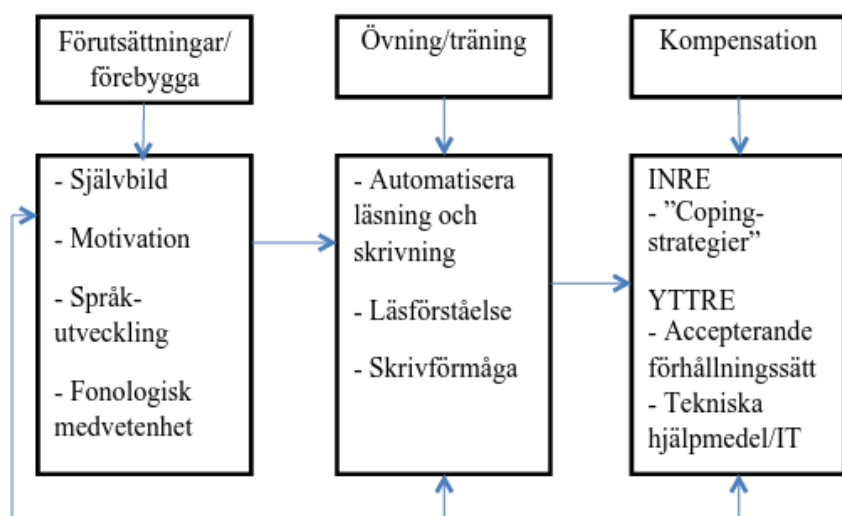 Förutsättningar/
förebygga
Övning/träning
Kompensation
- Självbild
- Motivation
- Språk-
utveckling
- Fonologisk
medvetenhet
- Automatisera
läsning och
skrivning
- Läsförståelse
- Skrivförmåga
INRE
- ”Coping-
strategier”
YTTRE
- Accepterande
förhållningssätt
- Tekniska
hjälpmedel/IT